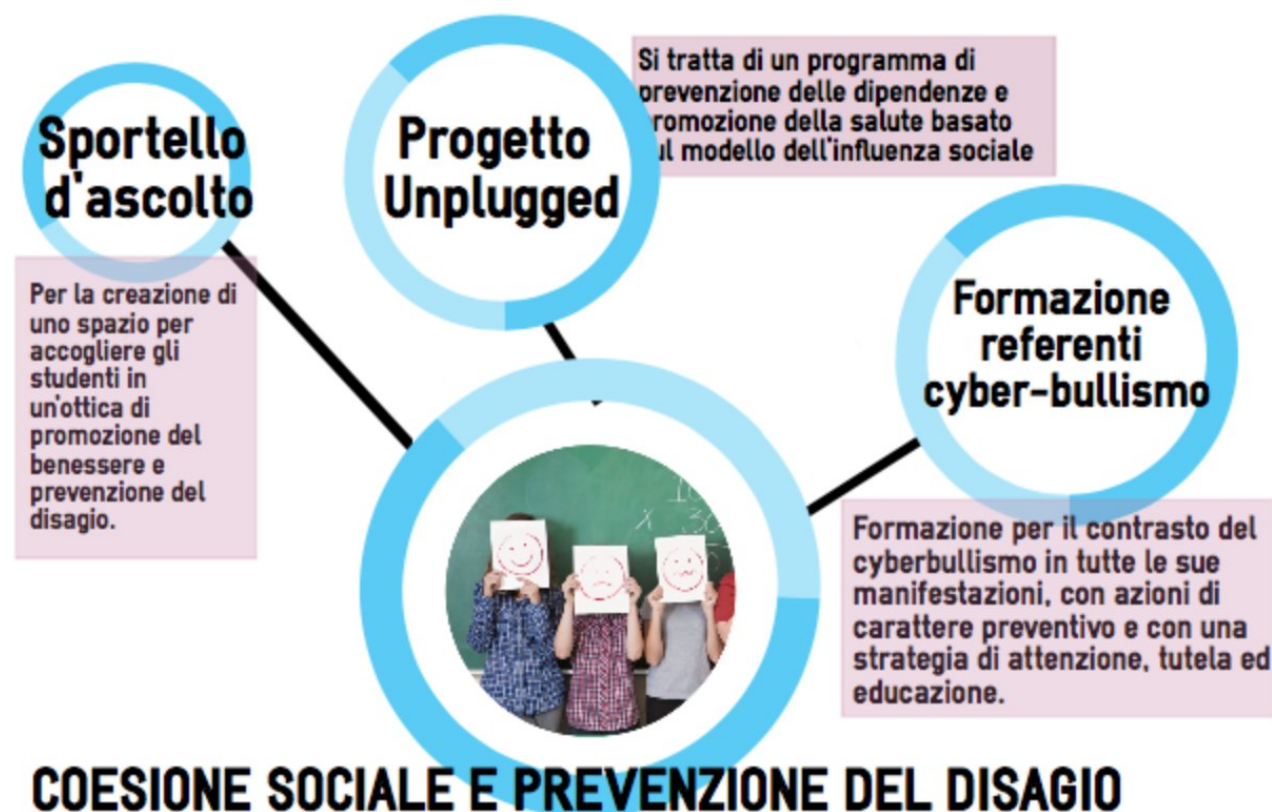 Sportello
d'ascolto
Per la creazione di
uno spazio per
accogliere gli
studenti in
un'ottica di
promozione del
benessere e
prevenzione del
disagio.
Progetto
Unplugged
Si tratta di un programma di
prevenzione delle dipendenze e
promozione della salute basato
sul modello dell'influenza sociale
Formazione
referenti
cyber-bullismo
Formazione per il contrasto del
cyberbullismo in tutte le sue
manifestazioni, con azioni di
carattere preventivo e con una
strategia di attenzione, tutela ed
educazione.
COESIONE SOCIALE E PREVENZIONE DEL DISAGIO